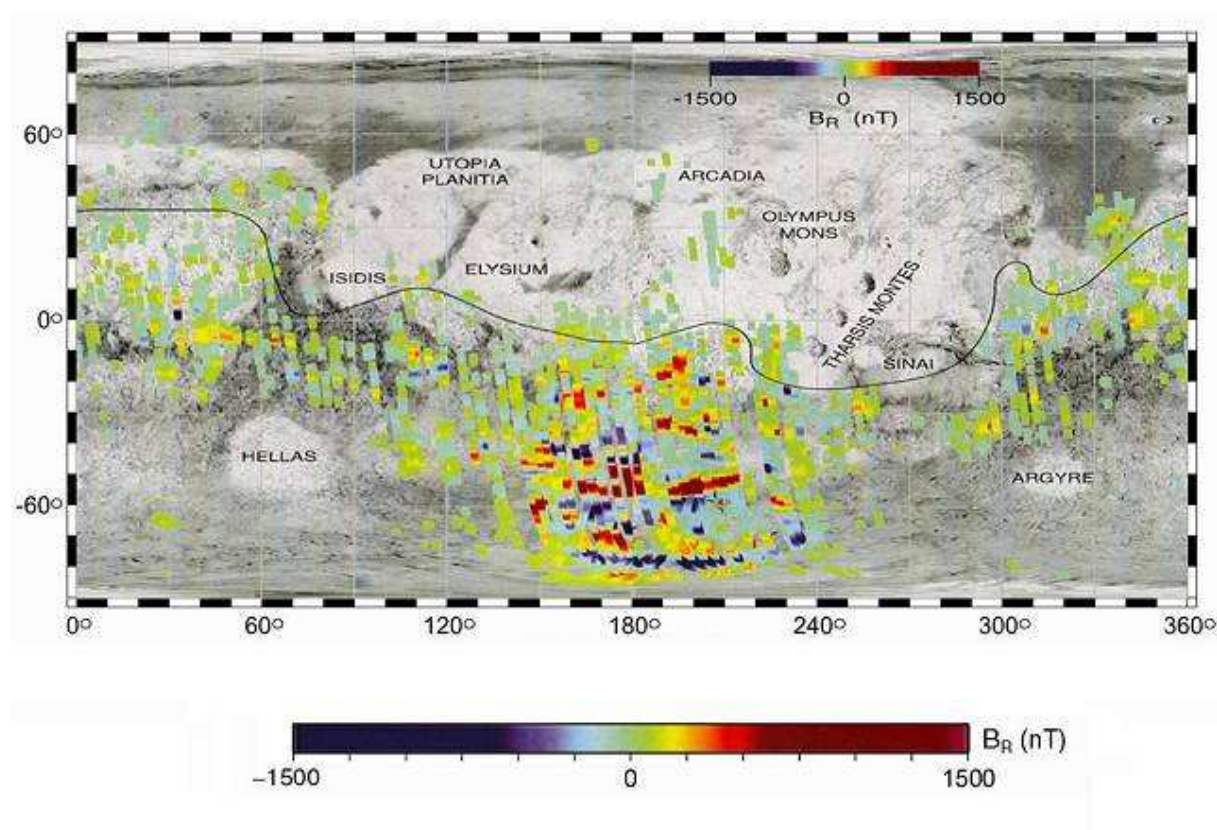 -1500 0 1500
B_R (nT)
60°
0°
-60°
UTOPIA
PLANITIA
ARCADIA
OLYMPUS
MONS
ISIDIS
ELYSIUM
THARSIS MONTES
SINAI
HELLAS
ARGYRE
0° 60° 120° 180° 240° 300° 360°
B_R (nT)
−1500 0 1500